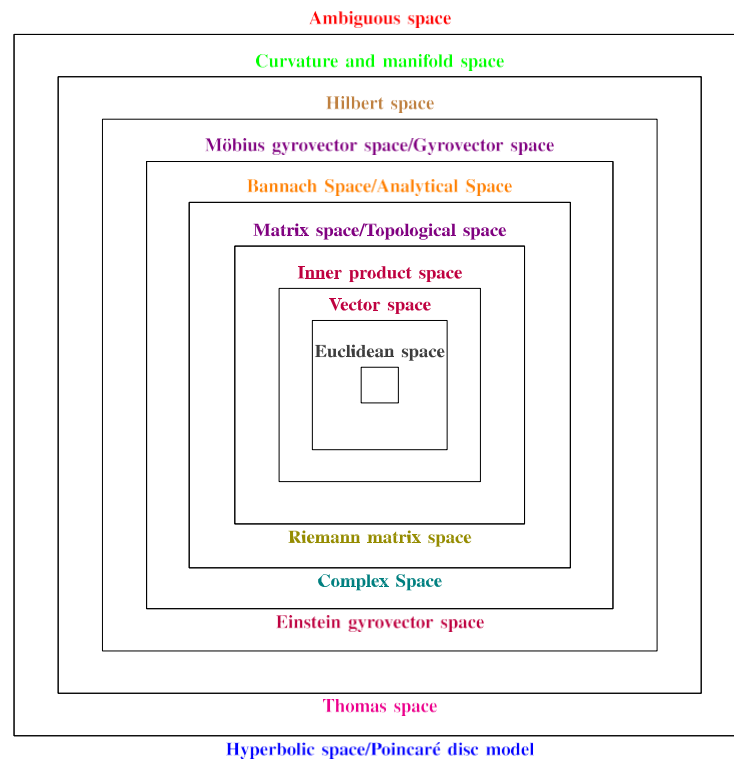 Ambiguous space
Curvature and manifold space
Hilbert space
Möbius gyrovector space/Gyrovector space
Bannach Space/Analytical Space
Matrix space/Topological space
Inner product space
Vector space
Euclidean space
Riemann matrix space
Complex Space
Einstein gyrovector space
Thomas space
Hyperbolic space/Poincaré disc model